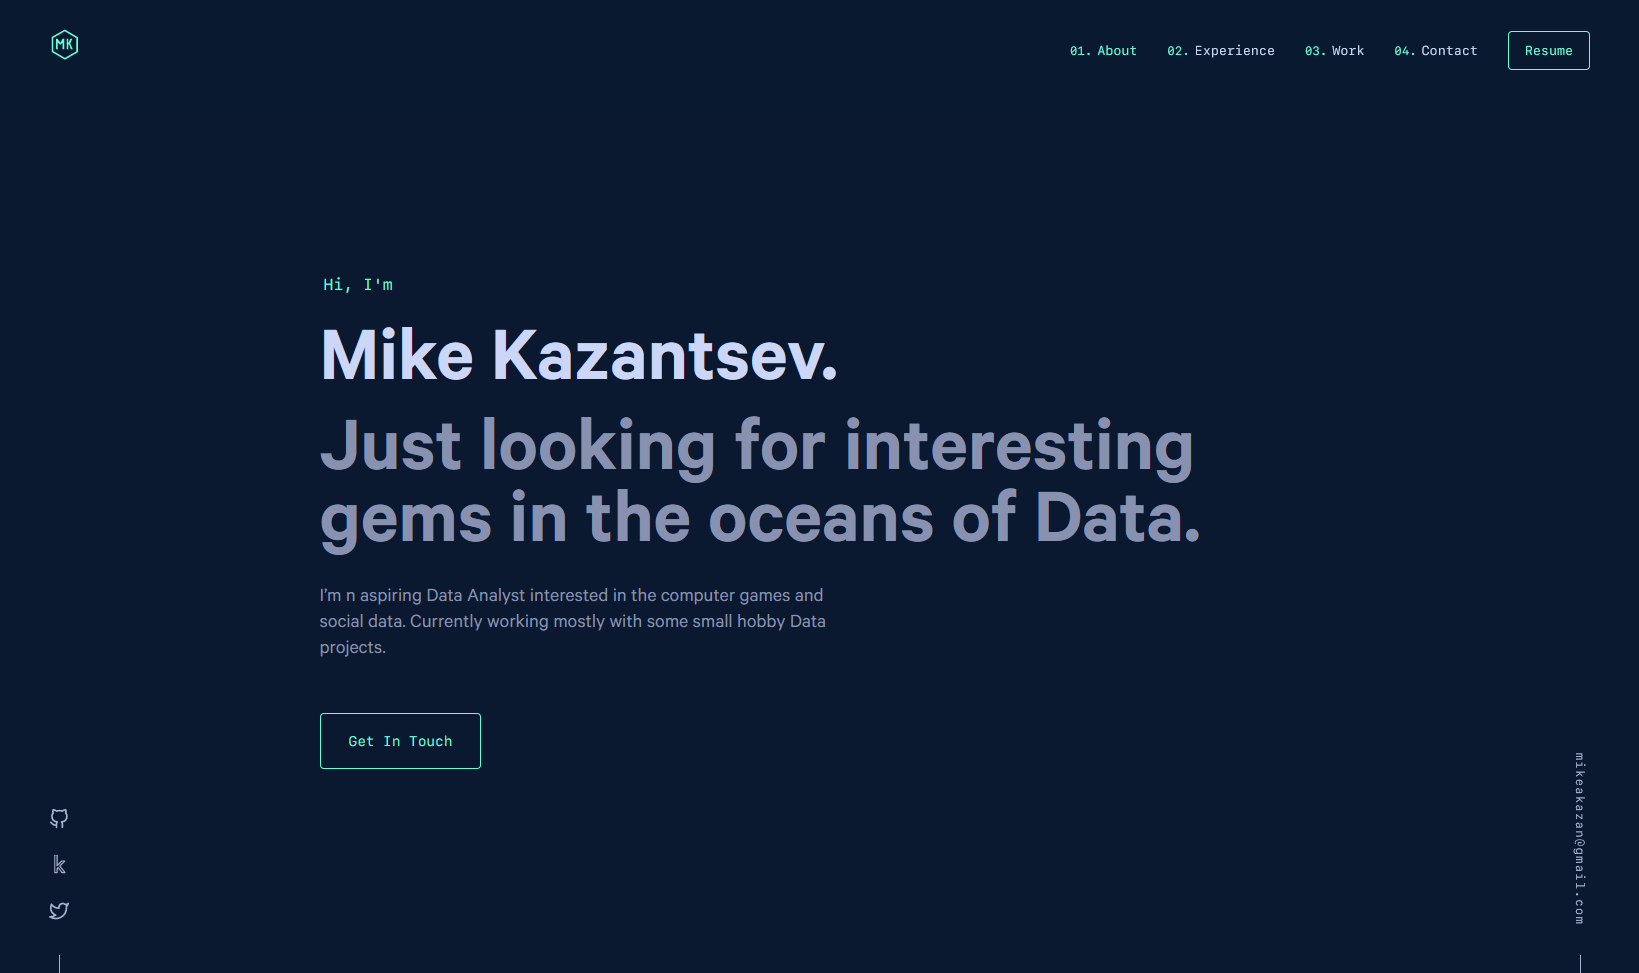 MK
01. About 02. Experience 03. Work 04. Contact Resume
Hi, I'm
Mike Kazantsev.
Just looking for interesting
gems in the oceans of Data.
I'm n aspiring Data Analyst interested in the computer games and
social data. Currently working mostly with some small hobby Data
projects.
Get In Touch
k
mikeakazan@gmail.com